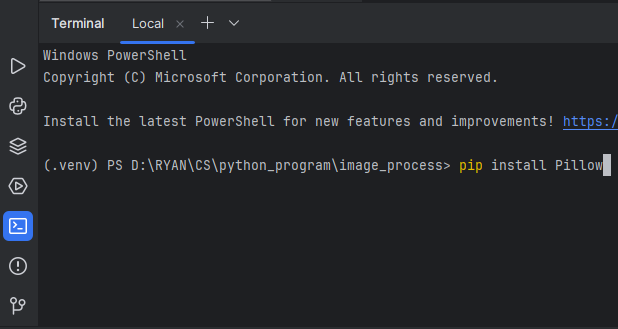 Terminal Local
Windows PowerShell
Copyright (C) Microsoft Corporation. All rights reserved.
Install the latest PowerShell for new features and improvements! https:/
(.venv) PS D:\RYAN\CS\python_program\image_process> pip install Pillow